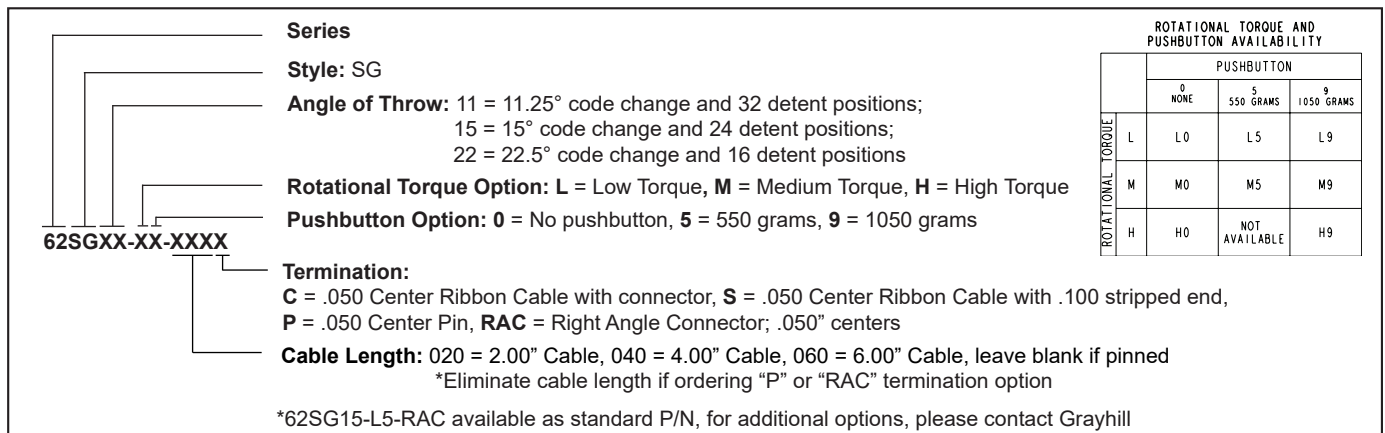 Series
Style: SG
Angle of Throw: 11 = 11.25° code change and 32 detent positions;
15 = 15° code change and 24 detent positions;
22 = 22.5° code change and 16 detent positions
Rotational Torque Option: L = Low Torque, M = Medium Torque, H = High Torque
Pushbutton Option: 0 = No pushbutton, 5 = 550 grams, 9 = 1050 grams
62SGXX-XX-XXXX
Termination:
C = .050 Center Ribbon Cable with connector, S = .050 Center Ribbon Cable with .100 stripped end,
P = .050 Center Pin, RAC = Right Angle Connector; .050” centers
Cable Length: 020 = 2.00” Cable, 040 = 4.00” Cable, 060 = 6.00” Cable, leave blank if pinned
*Eliminate cable length if ordering “P” or “RAC” termination option
*62SG15-L5-RAC available as standard P/N, for additional options, please contact Grayhill
ROTATIONAL TORQUE AND
PUSHBUTTON AVAILABILITY
PUSHBUTTON
0 5 9
NONE 550 GRAMS 1050 GRAMS
ROTATIONAL TORQUE
L L0 L5 L9
M M0 M5 M9
H H0 NOT AVAILABLE H9